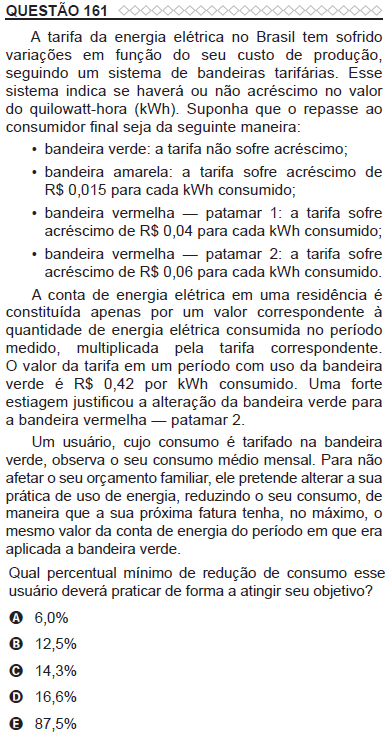 QUESTÃO 161
A tarifa da energia elétrica no Brasil tem sofrido
variações em função do seu custo de produção,
seguindo um sistema de bandeiras tarifárias. Esse
sistema indica se haverá ou não acréscimo no valor
do quilowatt-hora (kWh). Suponha que o repasse ao
consumidor final seja da seguinte maneira:
• bandeira verde: a tarifa não sofre acréscimo;
• bandeira amarela: a tarifa sofre acréscimo de
R$ 0,015 para cada kWh consumido;
• bandeira vermelha — patamar 1: a tarifa sofre
acréscimo de R$ 0,04 para cada kWh consumido;
• bandeira vermelha — patamar 2: a tarifa sofre
acréscimo de R$ 0,06 para cada kWh consumido.
A conta de energia elétrica em uma residência é
constituída apenas por um valor correspondente à
quantidade de energia elétrica consumida no período
medido, multiplicada pela tarifa correspondente.
O valor da tarifa em um período com uso da bandeira
verde é R$ 0,42 por kWh consumido. Uma forte
estiagem justificou a alteração da bandeira verde para
a bandeira vermelha — patamar 2.
Um usuário, cujo consumo é tarifado na bandeira
verde, observa o seu consumo médio mensal. Para não
afetar o seu orçamento familiar, ele pretende alterar a sua
prática de uso de energia, reduzindo o seu consumo, de
maneira que a sua próxima fatura tenha, no máximo, o
mesmo valor da conta de energia do período em que era
aplicada a bandeira verde.
Qual percentual mínimo de redução de consumo esse
usuário deverá praticar de forma a atingir seu objetivo?
A 6,0%
B 12,5%
C 14,3%
D 16,6%
E 87,5%